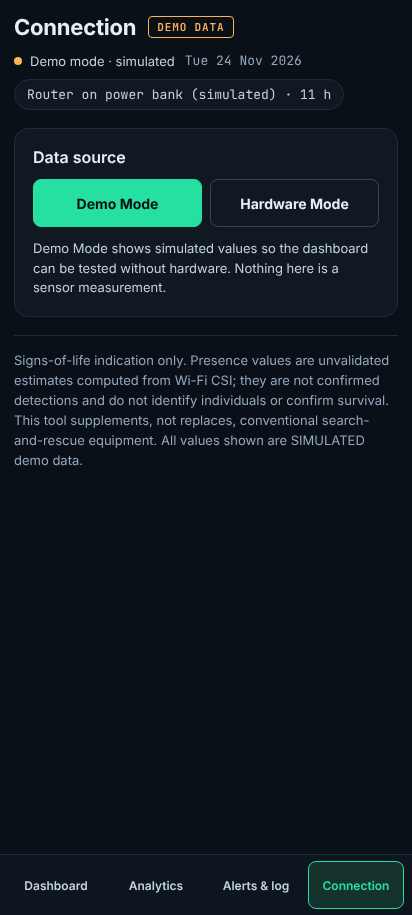 Connection DEMO DATA
Demo mode · simulated Tue 24 Nov 2026
Router on power bank (simulated) · 11 h
Data source
Demo Mode Hardware Mode
Demo Mode shows simulated values so the dashboard
can be tested without hardware. Nothing here is a
sensor measurement.
Signs-of-life indication only. Presence values are unvalidated
estimates computed from Wi-Fi CSI; they are not confirmed
detections and do not identify individuals or confirm survival.
This tool supplements, not replaces, conventional search-
and-rescue equipment. All values shown are SIMULATED
demo data.
Dashboard Analytics Alerts & log Connection